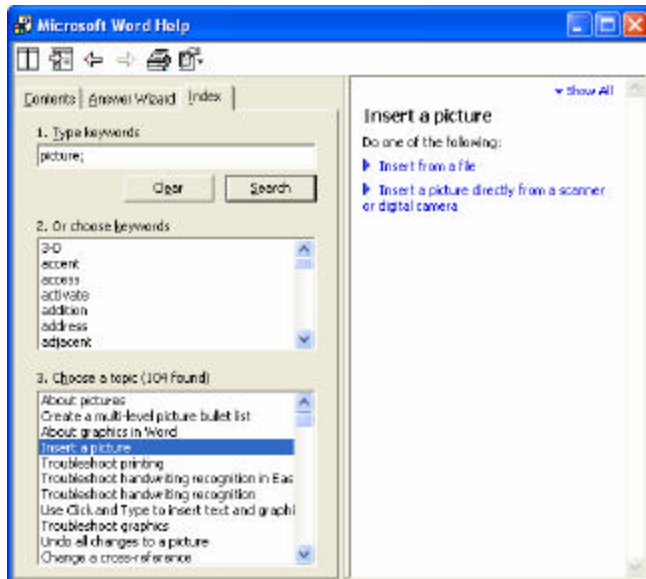 Microsoft Word Help
Contents Answer Wizard Index
1. Type keywords
picture;
Clear Search
2. Or choose keywords
3-D
accent
access
activate
addition
address
adjacent
3. Choose a topic (104 found)
About pictures
Create a multi-level picture bullet list
About graphics in Word
Insert a picture
Troubleshoot printing
Troubleshoot handwriting recognition in Eas
Troubleshoot handwriting recognition
Use Click and Type to insert text and graphi
Troubleshoot graphics
Undo all changes to a picture
Change a cross-reference
Show All
Insert a picture
Do one of the following:
Insert from a file
Insert a picture directly from a scanner
or digital camera